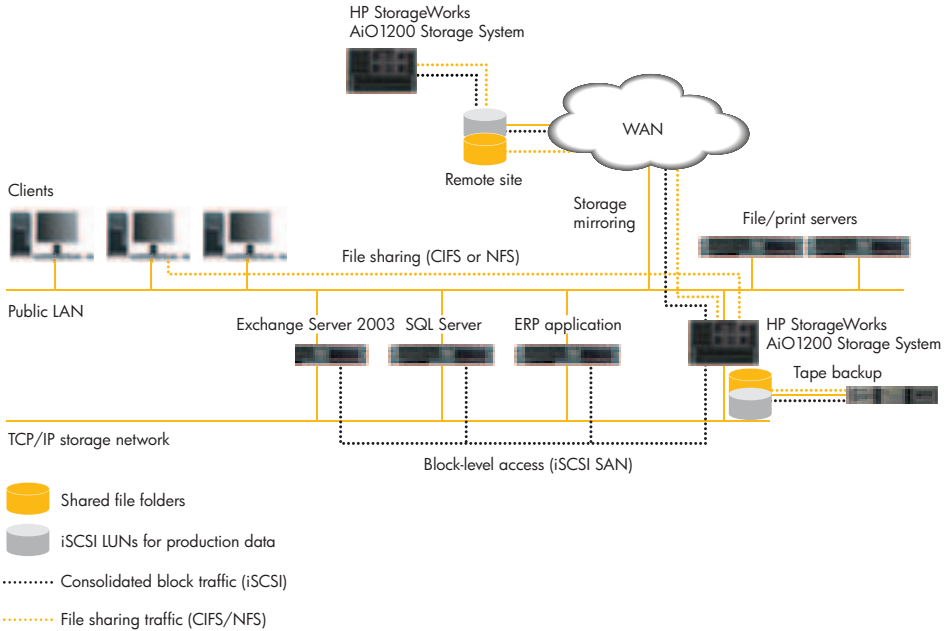 HP StorageWorks
AiO1200 Storage System
WAN
Remote site
Clients
Storage
mirroring
File/print servers
File sharing (CIFS or NFS)
Public LAN
Exchange Server 2003
SQL Server
ERP application
HP StorageWorks
AiO1200 Storage System
Tape backup
TCP/IP storage network
Block-level access (iSCSI SAN)
Shared file folders
iSCSI LUNs for production data
Consolidated block traffic (iSCSI)
File sharing traffic (CIFS/NFS)